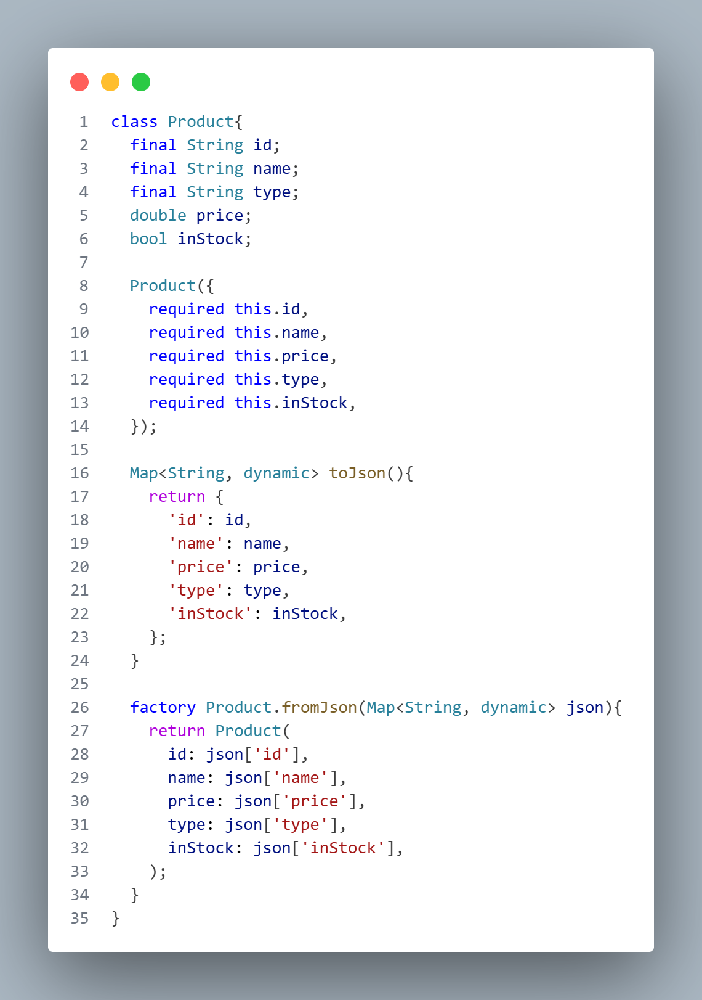 1 class Product{
2   final String id;
3   final String name;
4   final String type;
5   double price;
6   bool inStock;
7
8   Product({
9     required this.id,
10     required this.name,
11     required this.price,
12     required this.type,
13     required this.inStock,
14   });
15
16   Map<String, dynamic> toJson(){
17     return {
18       'id': id,
19       'name': name,
20       'price': price,
21       'type': type,
22       'inStock': inStock,
23     };
24   }
25
26   factory Product.fromJson(Map<String, dynamic> json){
27     return Product(
28       id: json['id'],
29       name: json['name'],
30       price: json['price'],
31       type: json['type'],
32       inStock: json['inStock'],
33     );
34   }
35 }